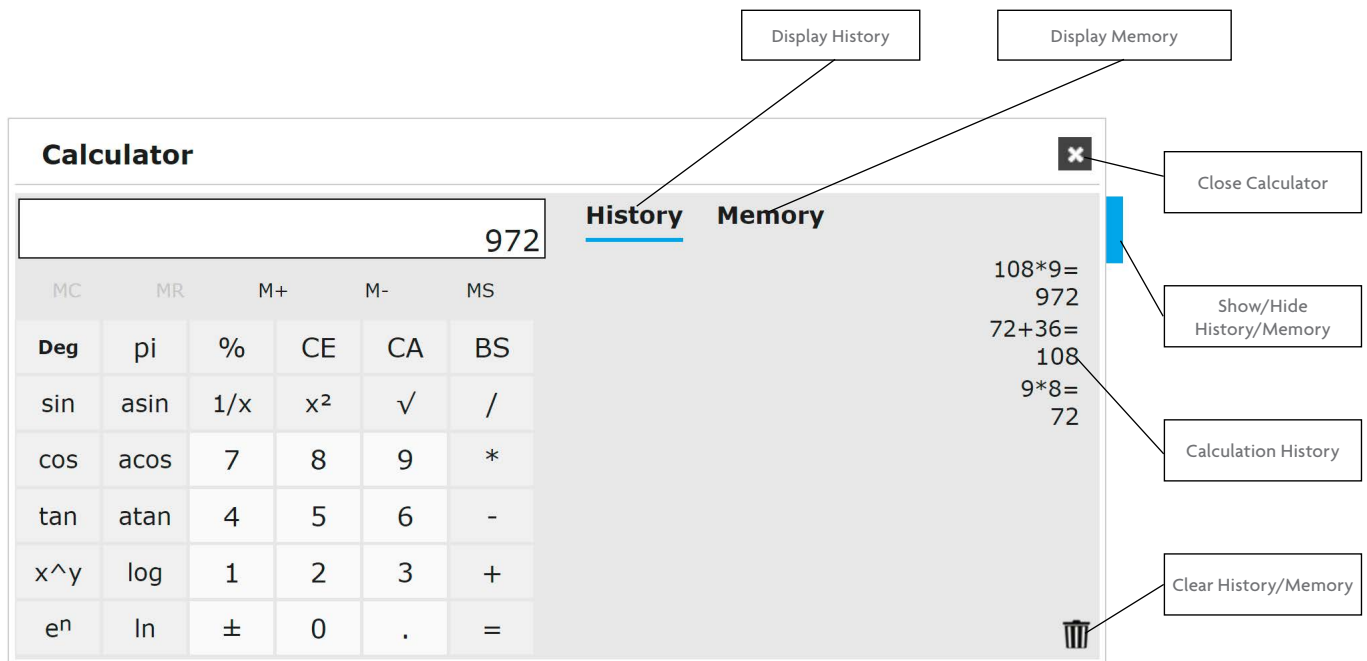 Display History
Display Memory
Calculator
Close Calculator
972
History Memory
MC MR M+ M- MS
108*9=
972
72+36=
108
9*8=
72
Show/Hide
History/Memory
Deg pi % CE CA BS
sin asin 1/x x² √ /
cos acos 7 8 9 *
Calculation History
tan atan 4 5 6 -
x^y log 1 2 3 +
Clear History/Memory
eⁿ ln ± 0 . =